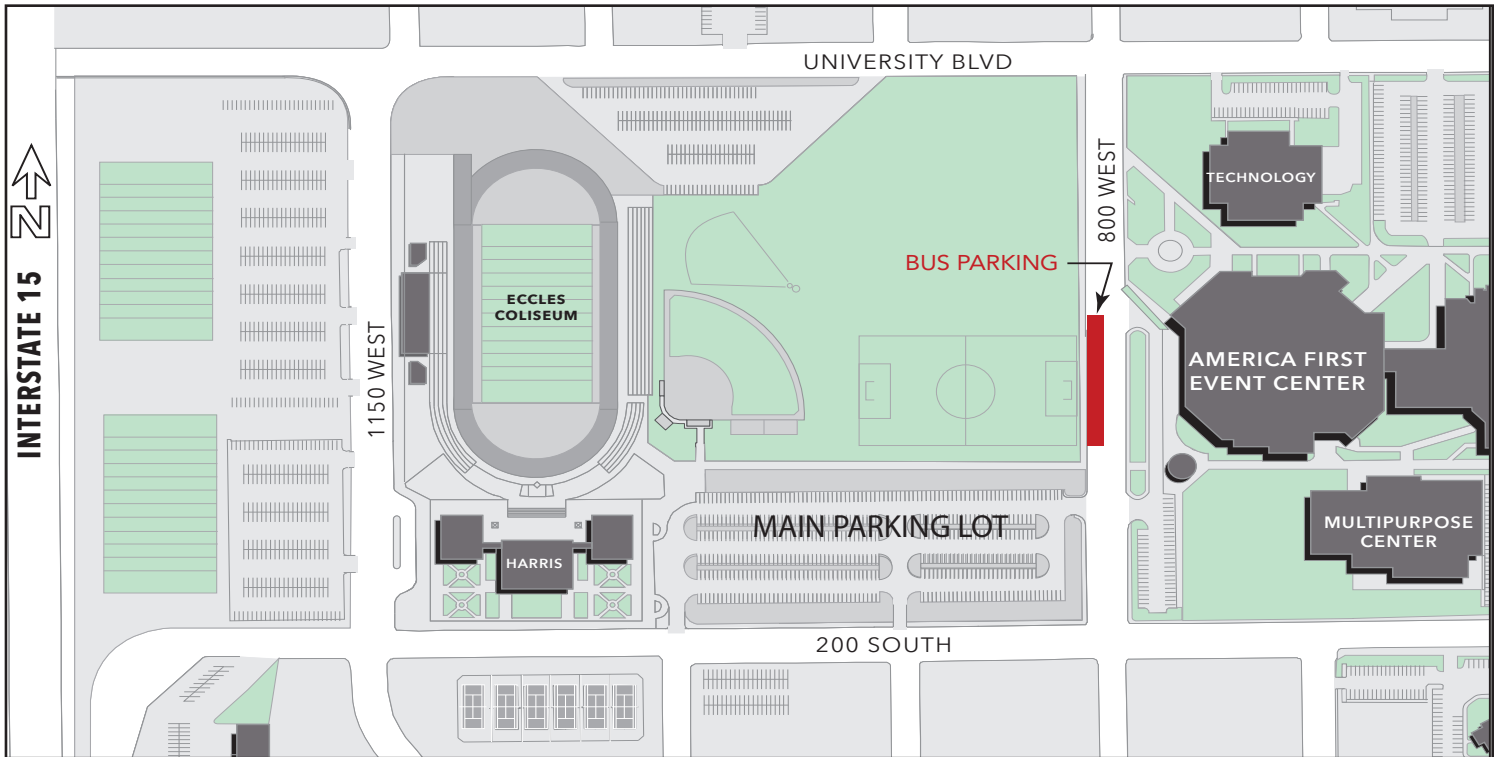 UNIVERSITY BLVD
TECHNOLOGY
800 WEST
BUS PARKING
N
INTERSTATE 15
ECCLES
COLISEUM
1150 WEST
AMERICA FIRST
EVENT CENTER
MAIN PARKING LOT
MULTIPURPOSE
CENTER
HARRIS
200 SOUTH